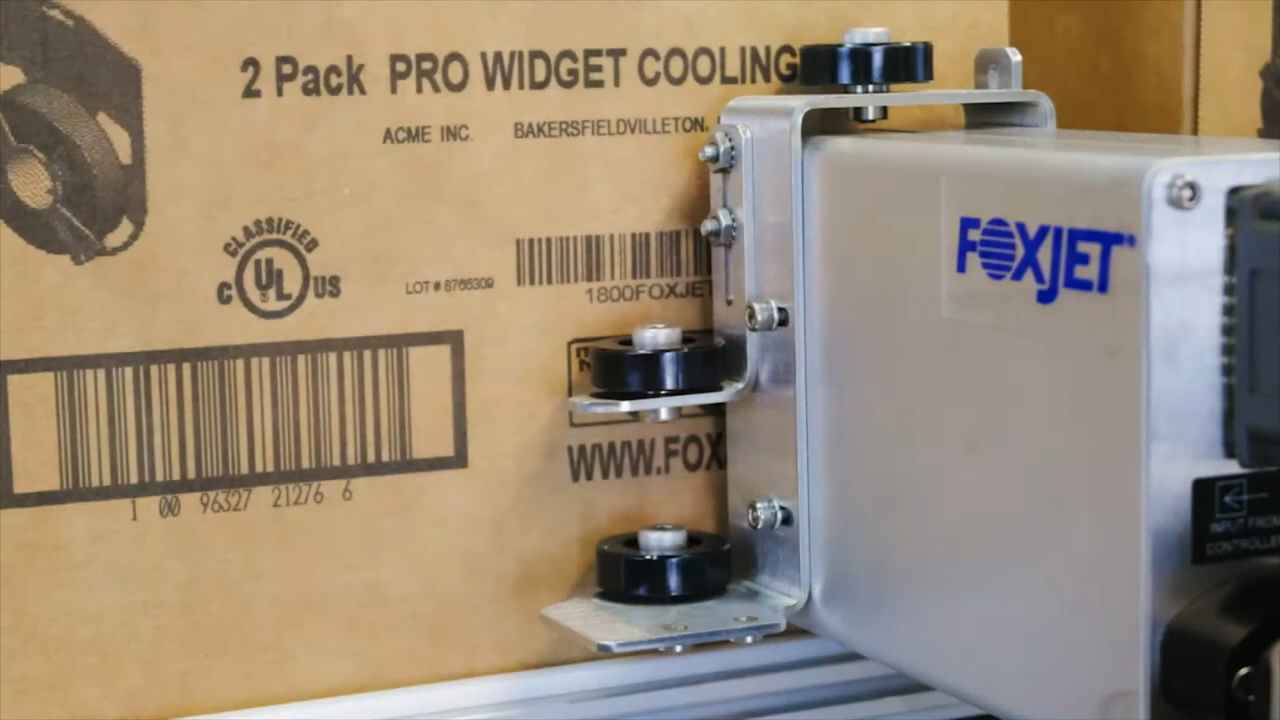 2 Pack PRO WIDGET COOLING
ACME INC. BAKERSFIELDVILLETON,
CLASSIFIED
C UL US
LOT # 8766309
1800FOXJET
WWW.FOX
1 00 96327 21276 6
FOXJET
INPUT FROM
CONTROLLER